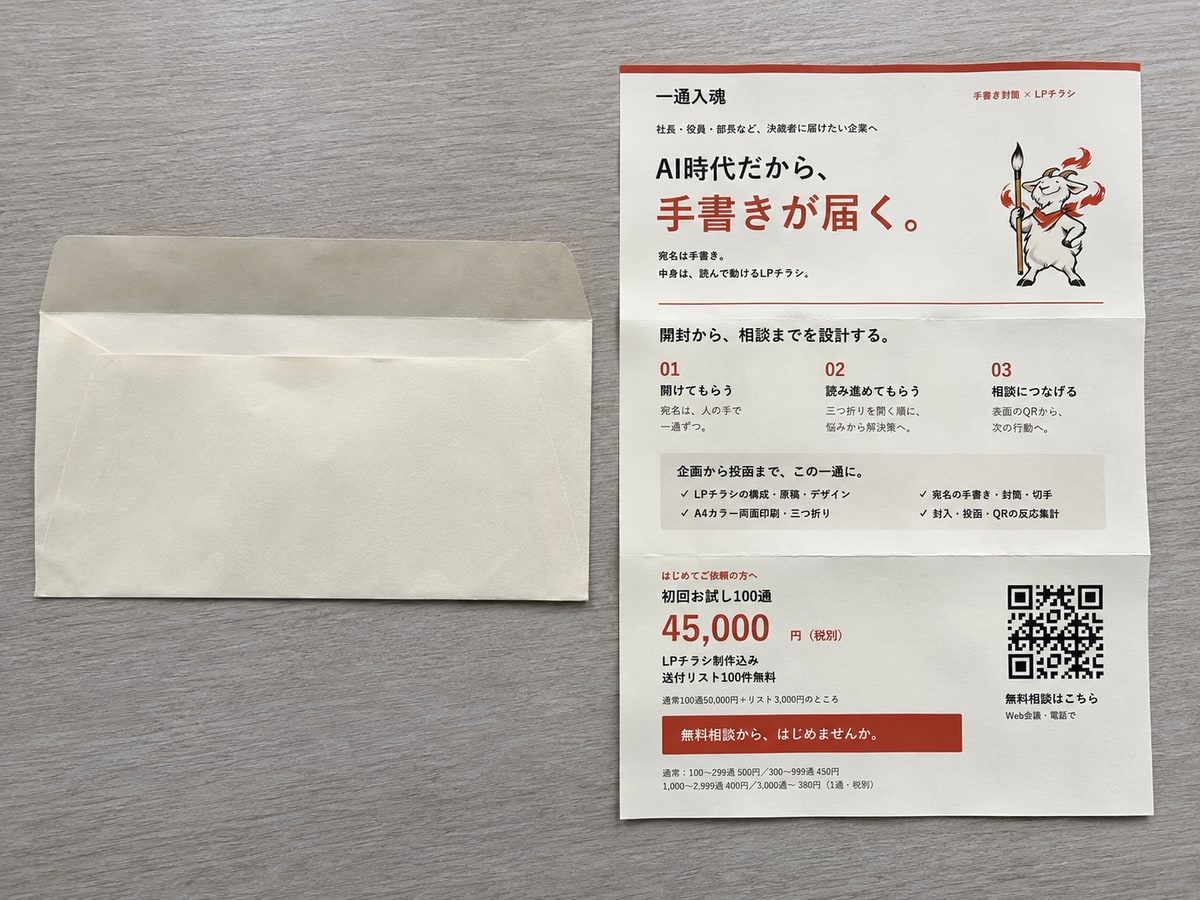 一通入魂
手書き封筒 × LPチラシ
社長・役員・部長など、決裁者に届けたい企業へ
AI時代だから、
手書きが届く。
宛名は手書き。
中身は、読んで動けるLPチラシ。
開封から、相談までを設計する。
01
開けてもらう
宛名は、人の手で
一通ずつ。
02
読み進めてもらう
三つ折りを開く順に、
悩みから解決策へ。
03
相談につなげる
表面のQRから、
次の行動へ。
企画から投函まで、この一通に。
✓ LPチラシの構成・原稿・デザイン
✓ 宛名の手書き・封筒・切手
✓ A4カラー両面印刷・三つ折り
✓ 封入・投函・QRの反応集計
はじめてご依頼の方へ
初回お試し100通
45,000 円（税別）
LPチラシ制作込み
送付リスト100件無料
通常100通50,000円＋リスト3,000円のところ
無料相談から、はじめませんか。
無料相談はこちら
Web会議・電話で
通常：100〜299通 500円／300〜999通 450円
1,000〜2,999通 400円／3,000通〜 380円（1通・税別）